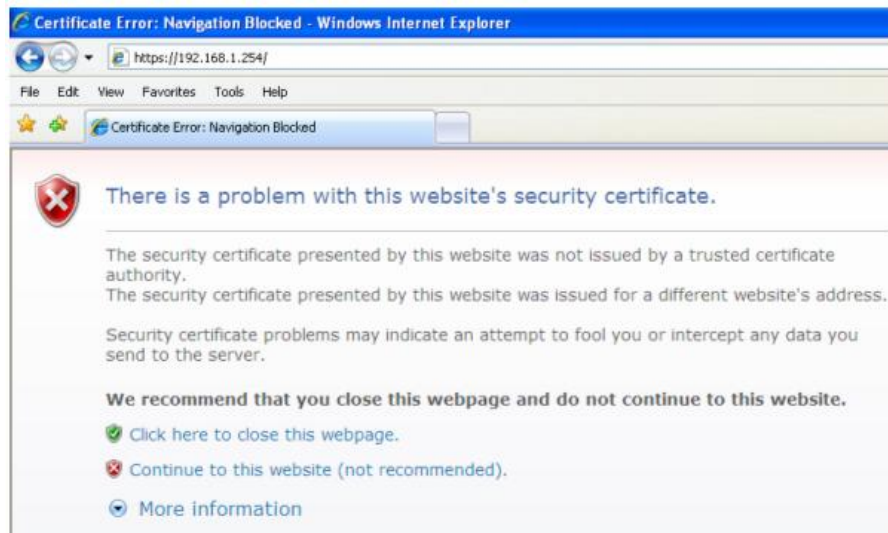 Certificate Error: Navigation Blocked - Windows Internet Explorer
https://192.168.1.254/
File Edit View Favorites Tools Help
Certificate Error: Navigation Blocked
There is a problem with this website's security certificate.
The security certificate presented by this website was not issued by a trusted certificate
authority.
The security certificate presented by this website was issued for a different website's address.
Security certificate problems may indicate an attempt to fool you or intercept any data you
send to the server.
We recommend that you close this webpage and do not continue to this website.
Click here to close this webpage.
Continue to this website (not recommended).
More information